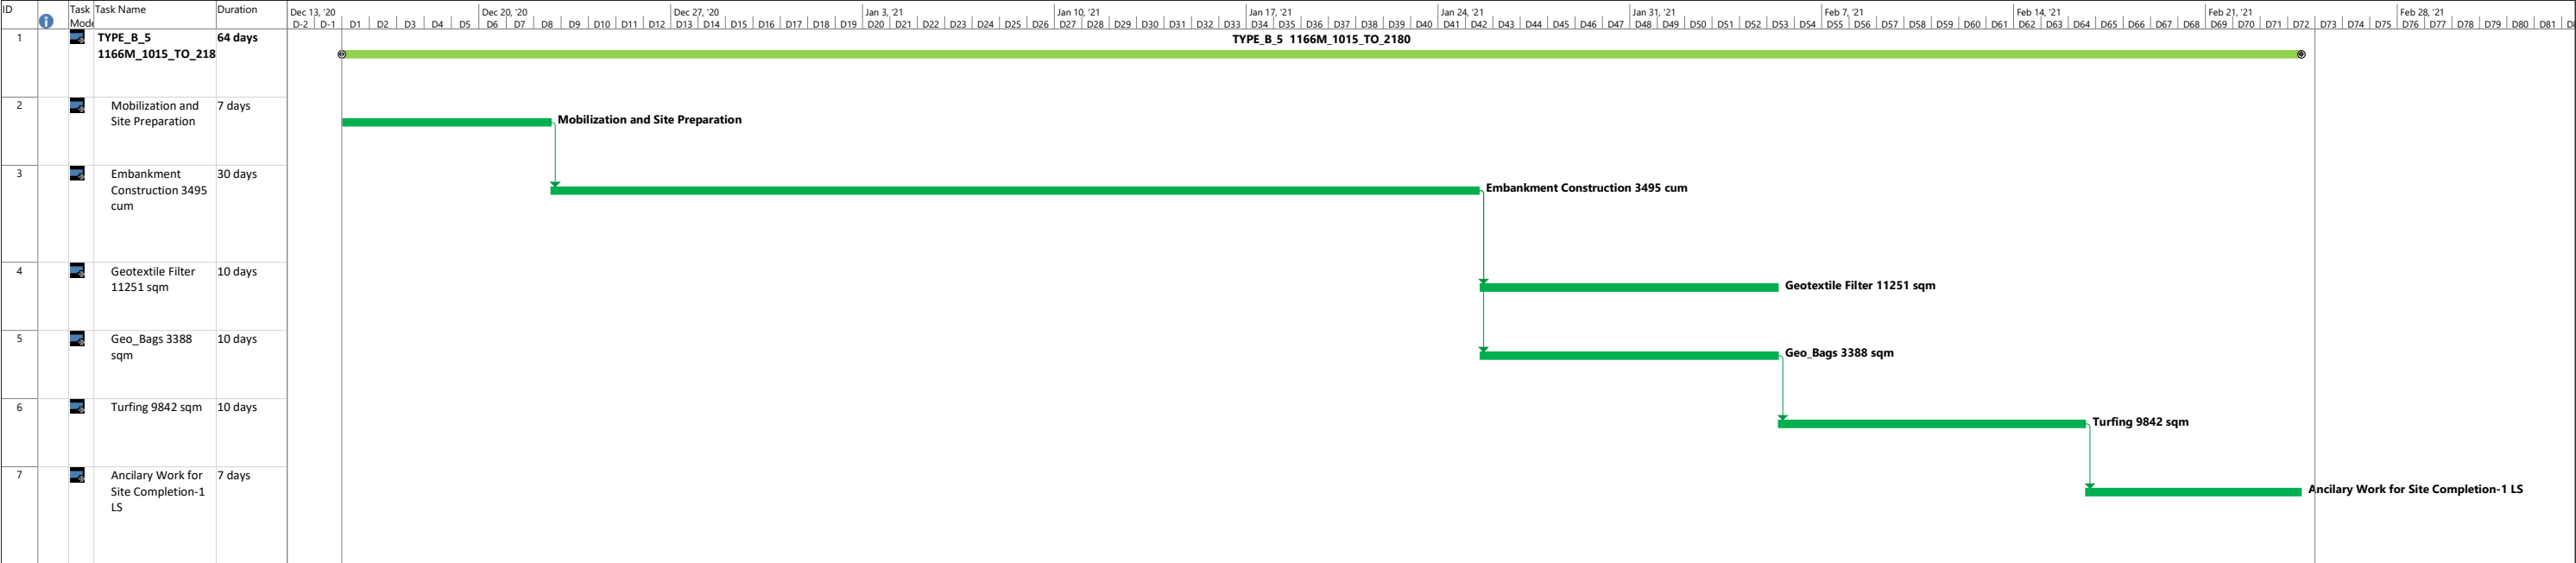 ID Task Mode Task Name Duration
Dec 13, '20 Dec 20, '20 Dec 27, '20 Jan 3, '21 Jan 10, '21 Jan 17, '21 Jan 24, '21 Jan 31, '21 Feb 7, '21 Feb 14, '21 Feb 21, '21 Feb 28, '21
D-2 D-1 D1 D2 D3 D4 D5 D6 D7 D8 D9 D10 D11 D12 D13 D14 D15 D16 D17 D18 D19 D20 D21 D22 D23 D24 D25 D26 D27 D28 D29 D30 D31 D32 D33 D34 D35 D36 D37 D38 D39 D40 D41 D42 D43 D44 D45 D46 D47 D48 D49 D50 D51 D52 D53 D54 D55 D56 D57 D58 D59 D60 D61 D62 D63 D64 D65 D66 D67 D68 D69 D70 D71 D72 D73 D74 D75 D76 D77 D78 D79 D80 D81
1 TYPE_B_5 64 days
1166M_1015_TO_218
TYPE_B_5 1166M_1015_TO_2180
2 Mobilization and 7 days
Site Preparation
Mobilization and Site Preparation
3 Embankment 30 days
Construction 3495
cum
Embankment Construction 3495 cum
4 Geotextile Filter 10 days
11251 sqm
Geotextile Filter 11251 sqm
5 Geo_Bags 3388 10 days
sqm
Geo_Bags 3388 sqm
6 Turfing 9842 sqm 10 days
Turfing 9842 sqm
7 Ancilary Work for 7 days
Site Completion-1
LS
Ancilary Work for Site Completion-1 LS